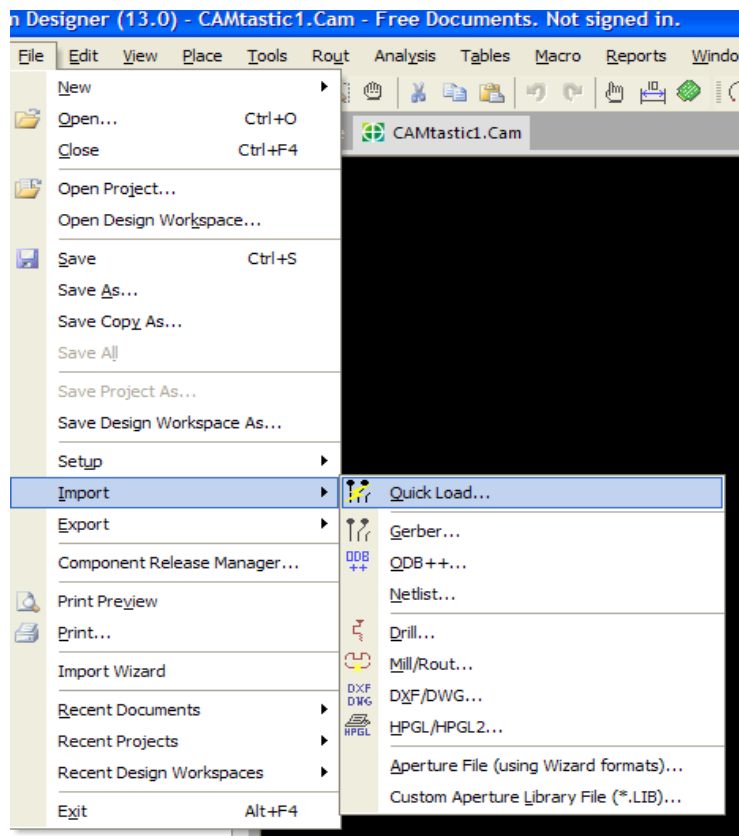 n Designer (13.0) - CAMtastic1.Cam - Free Documents. Not signed in.
File Edit View Place Tools Rout Analysis Tables Macro Reports Windo
CAMtastic1.Cam
New
Open... Ctrl+O
Close Ctrl+F4
Open Project...
Open Design Workspace...
Save Ctrl+S
Save As...
Save Copy As...
Save All
Save Project As...
Save Design Workspace As...
Setup
Import
Export
Component Release Manager...
Print Preview
Print...
Import Wizard
Recent Documents
Recent Projects
Recent Design Workspaces
Exit Alt+F4
Quick Load...
Gerber...
ODB
++
ODB++...
Netlist...
Drill...
Mill/Rout...
DXF
DWG
DXF/DWG...
HPGL
HPGL/HPGL2...
Aperture File (using Wizard formats)...
Custom Aperture Library File (*.LIB)...